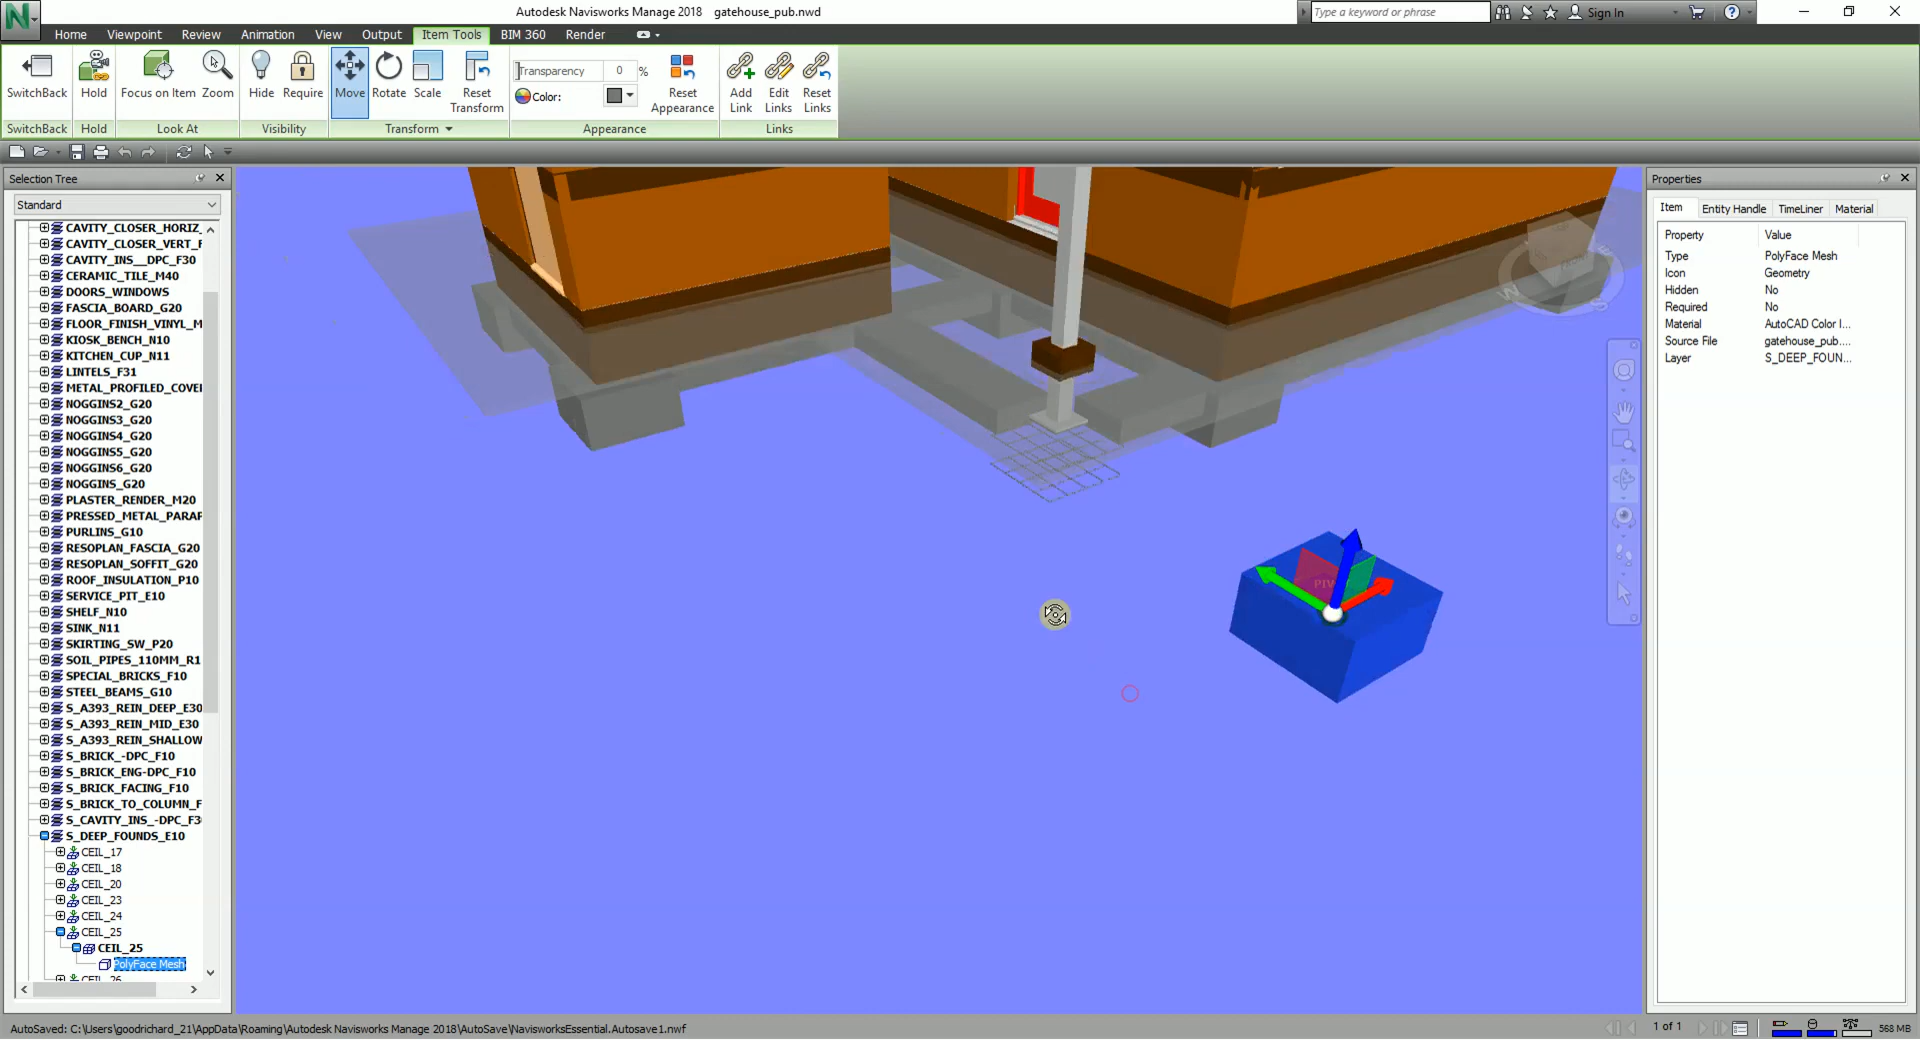 Autodesk Navisworks Manage 2018 gatehouse_pub.nwd
Type a keyword or phrase
Sign In
Home Viewpoint Review Animation View Output Item Tools BIM 360 Render
SwitchBack Hold Focus on Item Zoom Hide Require Move Rotate Scale Reset Transform
Transparency 0 %
Color:
Reset Appearance
Add Link
Edit Links
Reset Links
SwitchBack Hold Look At Visibility Transform Appearance Links
Selection Tree
Standard
CAVITY_CLOSER_HORIZ_
CAVITY_CLOSER_VERT_F
CAVITY_INS__DPC_F30
CERAMIC_TILE_M40
DOORS_WINDOWS
FASCIA_BOARD_G20
FLOOR_FINISH_VINYL_M
KIOSK_BENCH_N10
KITCHEN_CUP_N11
LINTELS_F31
METAL_PROFILED_COVEI
NOGGINS2_G20
NOGGINS3_G20
NOGGINS4_G20
NOGGINS5_G20
NOGGINS6_G20
NOGGINS_G20
PLASTER_RENDER_M20
PRESSED_METAL_PARAF
PURLINS_G10
RESOPLAN_FASCIA_G20
RESOPLAN_SOFFIT_G20
ROOF_INSULATION_P10
SERVICE_PIT_E10
SHELF_N10
SINK_N11
SKIRTING_SW_P20
SOIL_PIPES_110MM_R1
SPECIAL_BRICKS_F10
STEEL_BEAMS_G10
S_A393_REIN_DEEP_E30
S_A393_REIN_MID_E30
S_A393_REIN_SHALLOW
S_BRICK_-DPC_F10
S_BRICK_ENG-DPC_F10
S_BRICK_FACING_F10
S_BRICK_TO_COLUMN_F
S_CAVITY_INS_-DPC_F3
S_DEEP_FOUNDS_E10
CEIL_17
CEIL_18
CEIL_20
CEIL_23
CEIL_24
CEIL_25
CEIL_25
PolyFace Mesh
CEIL_26
W
S
E
Properties
Item Entity Handle TimeLiner Material
Property Value
Type PolyFace Mesh
Icon Geometry
Hidden No
Required No
Material AutoCAD Color I...
Source File gatehouse_pub....
Layer S_DEEP_FOUN...
AutoSaved: C:\Users\goodrichard_21\AppData\Roaming\Autodesk Navisworks Manage 2018\AutoSave\NavisworksEssential.Autosave1.nwf
1 of 1
568 MB